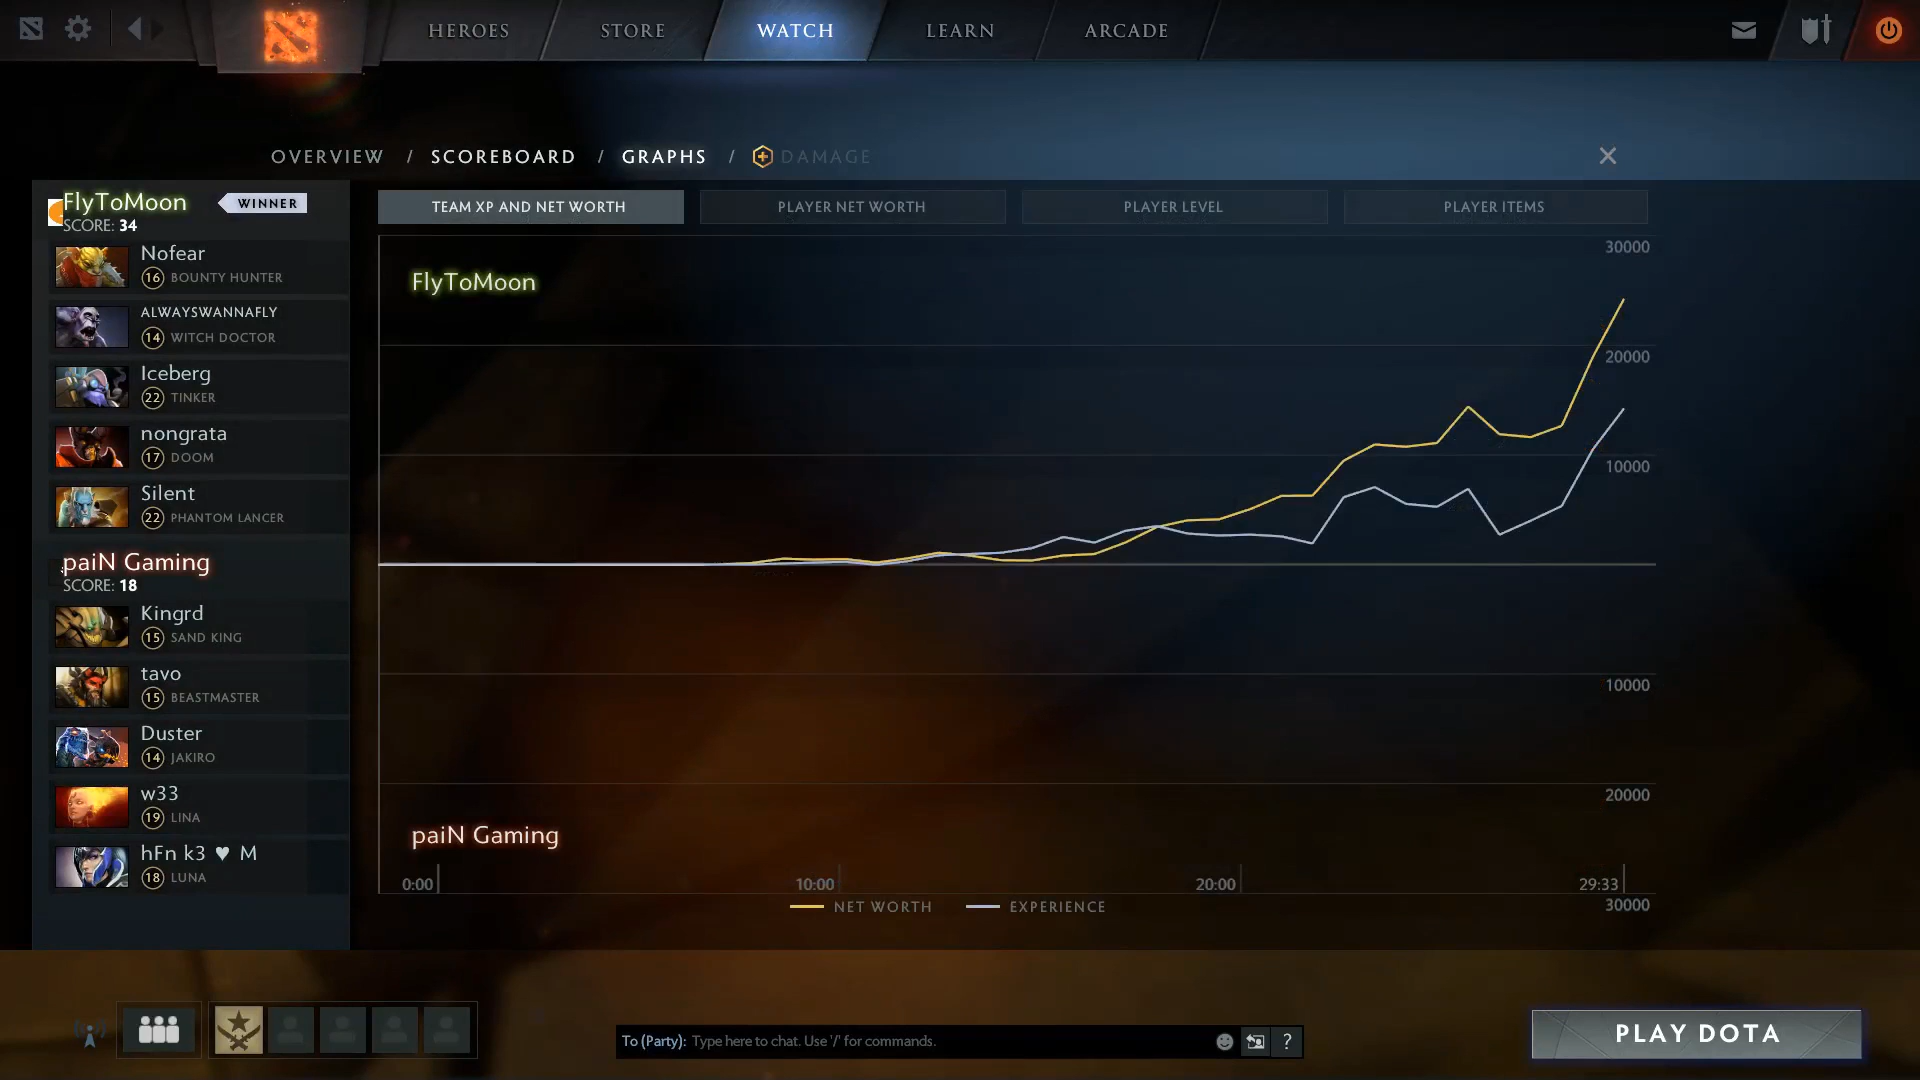 HEROES
STORE
WATCH
LEARN
ARCADE
OVERVIEW / SCOREBOARD / GRAPHS / DAMAGE
FlyToMoon
WINNER
SCORE: 34
Nofear
16 BOUNTY HUNTER
ALWAYSWANNAFLY
14 WITCH DOCTOR
Iceberg
22 TINKER
nongrata
17 DOOM
Silent
22 PHANTOM LANCER
paiN Gaming
SCORE: 18
Kingrd
15 SAND KING
tavo
15 BEASTMASTER
Duster
14 JAKIRO
w33
19 LINA
hFn k3 ♥ M
18 LUNA
TEAM XP AND NET WORTH
PLAYER NET WORTH
PLAYER LEVEL
PLAYER ITEMS
FlyToMoon
30000
20000
10000
10000
20000
30000
paiN Gaming
0:00
10:00
20:00
29:33
NET WORTH
EXPERIENCE
To (Party): Type here to chat. Use '/' for commands.
?
PLAY DOTA